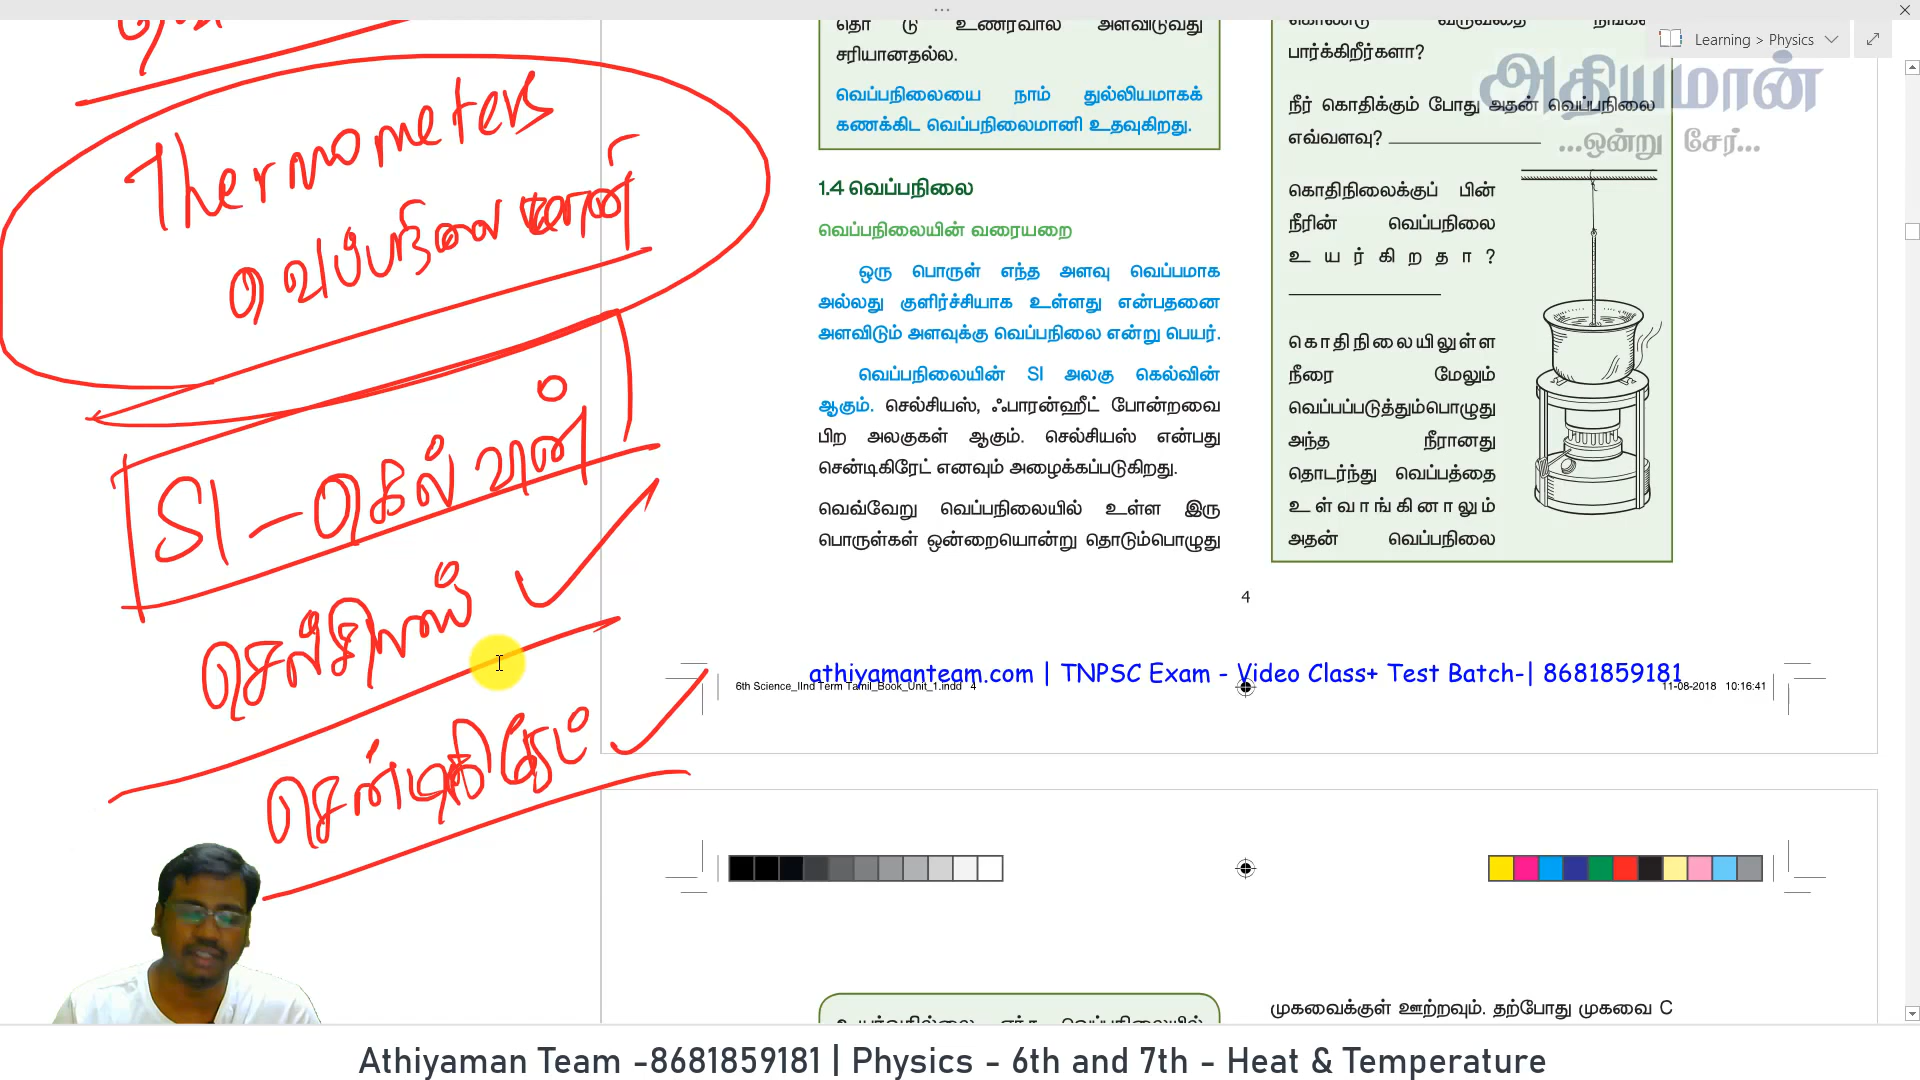 Thermometers
வெப்பநிலைமானி
SI – கெல்வின்
செல்சியஸ்
சென்டிகிரேட்
தொ டு உணர்வால் அளவிடுவது
சரியானதல்ல.
வெப்பநிலையை நாம் துல்லியமாகக்
கணக்கிட வெப்பநிலைமானி உதவுகிறது.
1.4 வெப்பநிலை
வெப்பநிலையின் வரையறை
ஒரு பொருள் எந்த அளவு வெப்பமாக
அல்லது குளிர்ச்சியாக உள்ளது என்பதனை
அளவிடும் அளவுக்கு வெப்பநிலை என்று பெயர்.
வெப்பநிலையின் SI அலகு கெல்வின்
ஆகும். செல்சியஸ், ஃபாரன்ஹீட் போன்றவை
பிற அலகுகள் ஆகும். செல்சியஸ் என்பது
சென்டிகிரேட் எனவும் அழைக்கப்படுகிறது.
வெவ்வேறு வெப்பநிலையில் உள்ள இரு
பொருள்கள் ஒன்றையொன்று தொடும்பொழுது
Learning > Physics
அதியமான்
...ஒன்று சேர்...
பார்க்கிறீர்களா?
நீர் கொதிக்கும் போது அதன் வெப்பநிலை
எவ்வளவு?
கொதிநிலைக்குப் பின்
நீரின் வெப்பநிலை
உ ய ர் கி ற தா ?
கொதிநிலையிலுள்ள
நீரை மேலும்
வெப்பப்படுத்தும்பொழுது
அந்த நீரானது
தொடர்ந்து வெப்பத்தை
உள்வாங்கினாலும்
அதன் வெப்பநிலை
4
athiyamanteam.com | TNPSC Exam - Video Class+ Test Batch-| 8681859181
6th Science_IInd Term Tamil_Book_Unit_1.indd 4
11-08-2018 10:16:41
முகவைக்குள் ஊற்றவும். தற்போது முகவை C
Athiyaman Team -8681859181 | Physics - 6th and 7th - Heat & Temperature